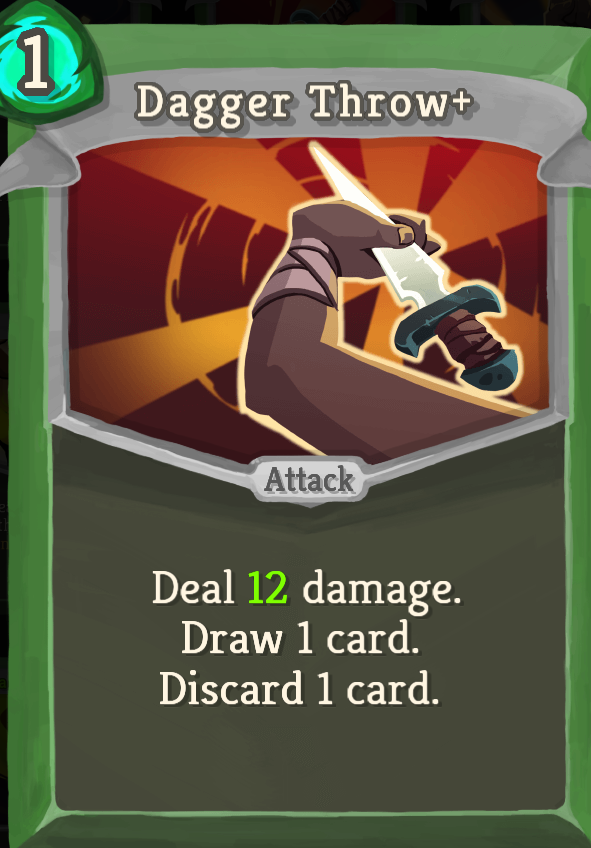 1
Dagger Throw+
Attack
Deal 12 damage.
Draw 1 card.
Discard 1 card.